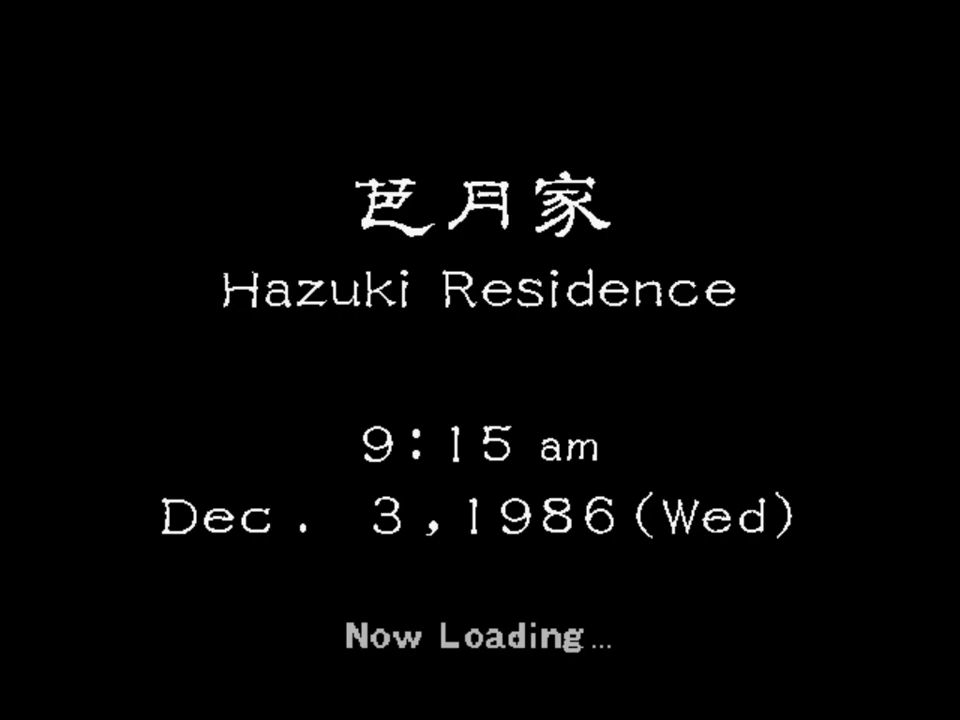 芭月家
Hazuki Residence
9:15 am
Dec. 3,1986(Wed)
Now Loading...